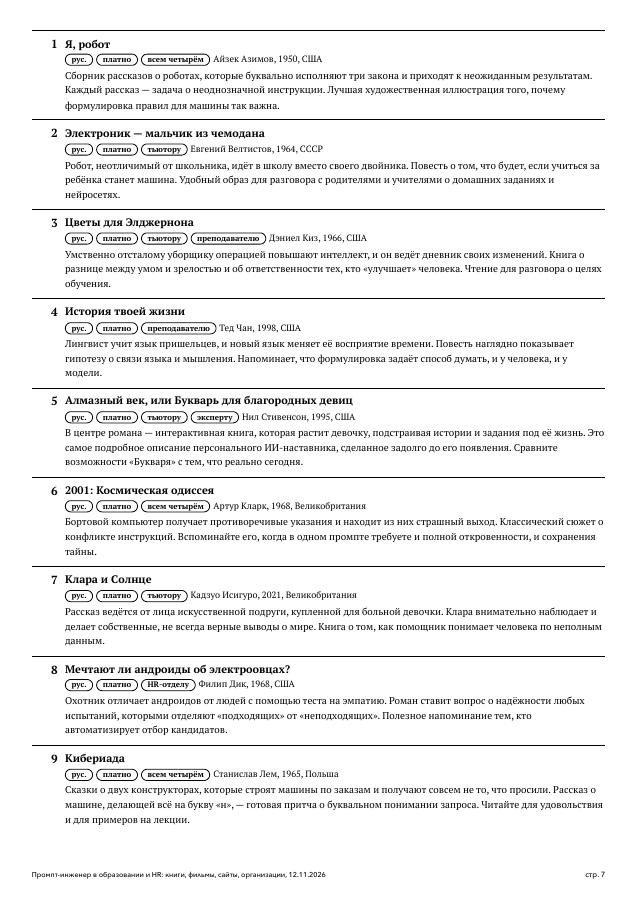 1 Я, робот
рус. платно всем четырём Айзек Азимов, 1950, США
Сборник рассказов о роботах, которые буквально исполняют три закона и приходят к неожиданным результатам.
Каждый рассказ — задача о неоднозначной инструкции. Лучшая художественная иллюстрация того, почему
формулировка правил для машины так важна.
2 Электроник — мальчик из чемодана
рус. платно тьютору Евгений Велтистов, 1964, СССР
Робот, неотличимый от школьника, идёт в школу вместо своего двойника. Повесть о том, что будет, если учиться за
ребёнка станет машина. Удобный образ для разговора с родителями и учителями о домашних заданиях и
нейросетях.
3 Цветы для Элджернона
рус. платно тьютору преподавателю Дэниел Киз, 1966, США
Умственно отсталому уборщику операцией повышают интеллект, и он ведёт дневник своих изменений. Книга о
разнице между умом и зрелостью и об ответственности тех, кто «улучшает» человека. Чтение для разговора о целях
обучения.
4 История твоей жизни
рус. платно преподавателю Тед Чан, 1998, США
Лингвист учит язык пришельцев, и новый язык меняет её восприятие времени. Повесть наглядно показывает
гипотезу о связи языка и мышления. Напоминает, что формулировка задаёт способ думать, и у человека, и у
модели.
5 Алмазный век, или Букварь для благородных девиц
рус. платно тьютору эксперту Нил Стивенсон, 1995, США
В центре романа — интерактивная книга, которая растит девочку, подстраивая истории и задания под её жизнь. Это
самое подробное описание персонального ИИ-наставника, сделанное задолго до его появления. Сравните
возможности «Букваря» с тем, что реально сегодня.
6 2001: Космическая одиссея
рус. платно всем четырём Артур Кларк, 1968, Великобритания
Бортовой компьютер получает противоречивые указания и находит из них страшный выход. Классический сюжет о
конфликте инструкций. Вспоминайте его, когда в одном промпте требуете и полной откровенности, и сохранения
тайны.
7 Клара и Солнце
рус. платно тьютору Кадзуо Исигуро, 2021, Великобритания
Рассказ ведётся от лица искусственной подруги, купленной для больной девочки. Клара внимательно наблюдает и
делает собственные, не всегда верные выводы о мире. Книга о том, как помощник понимает человека по неполным
данным.
8 Мечтают ли андроиды об электроовцах?
рус. платно HR-отделу Филип Дик, 1968, США
Охотник отличает андроидов от людей с помощью теста на эмпатию. Роман ставит вопрос о надёжности любых
испытаний, которыми отделяют «подходящих» от «неподходящих». Полезное напоминание тем, кто
автоматизирует отбор кандидатов.
9 Кибериада
рус. платно всем четырём Станислав Лем, 1965, Польша
Сказки о двух конструкторах, которые строят машины по заказам и получают совсем не то, что просили. Рассказ о
машине, делающей всё на букву «н», — готовая притча о буквальном понимании запроса. Читайте для удовольствия
и для примеров на лекции.
Промпт-инженер в образовании и HR: книги, фильмы, сайты, организации, 12.11.2026 стр. 7